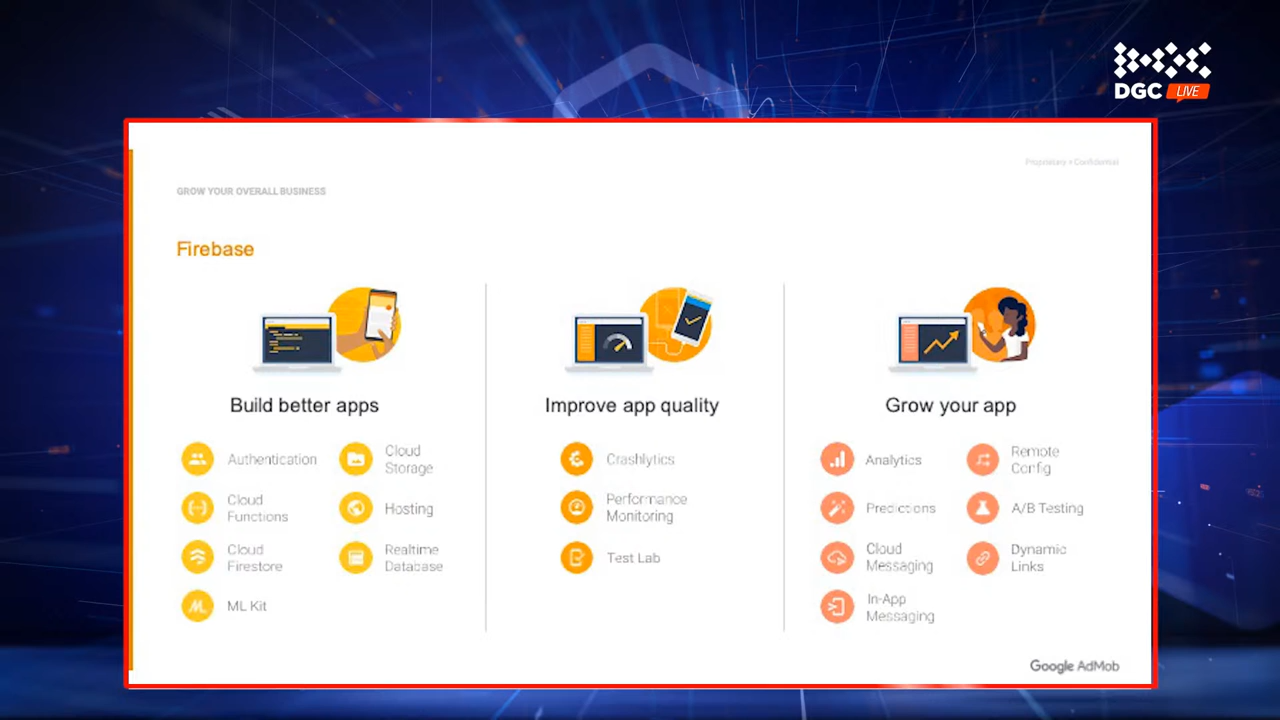 DGC LIVE
Proprietary + Confidential
GROW YOUR OVERALL BUSINESS
Firebase
Build better apps
Authentication
Cloud
Functions
Cloud
Firestore
ML Kit
Cloud
Storage
Hosting
Realtime
Database
Improve app quality
Crashlytics
Performance
Monitoring
Test Lab
Grow your app
Analytics
Predictions
Cloud
Messaging
In-App
Messaging
Remote
Config
A/B Testing
Dynamic
Links
Google AdMob